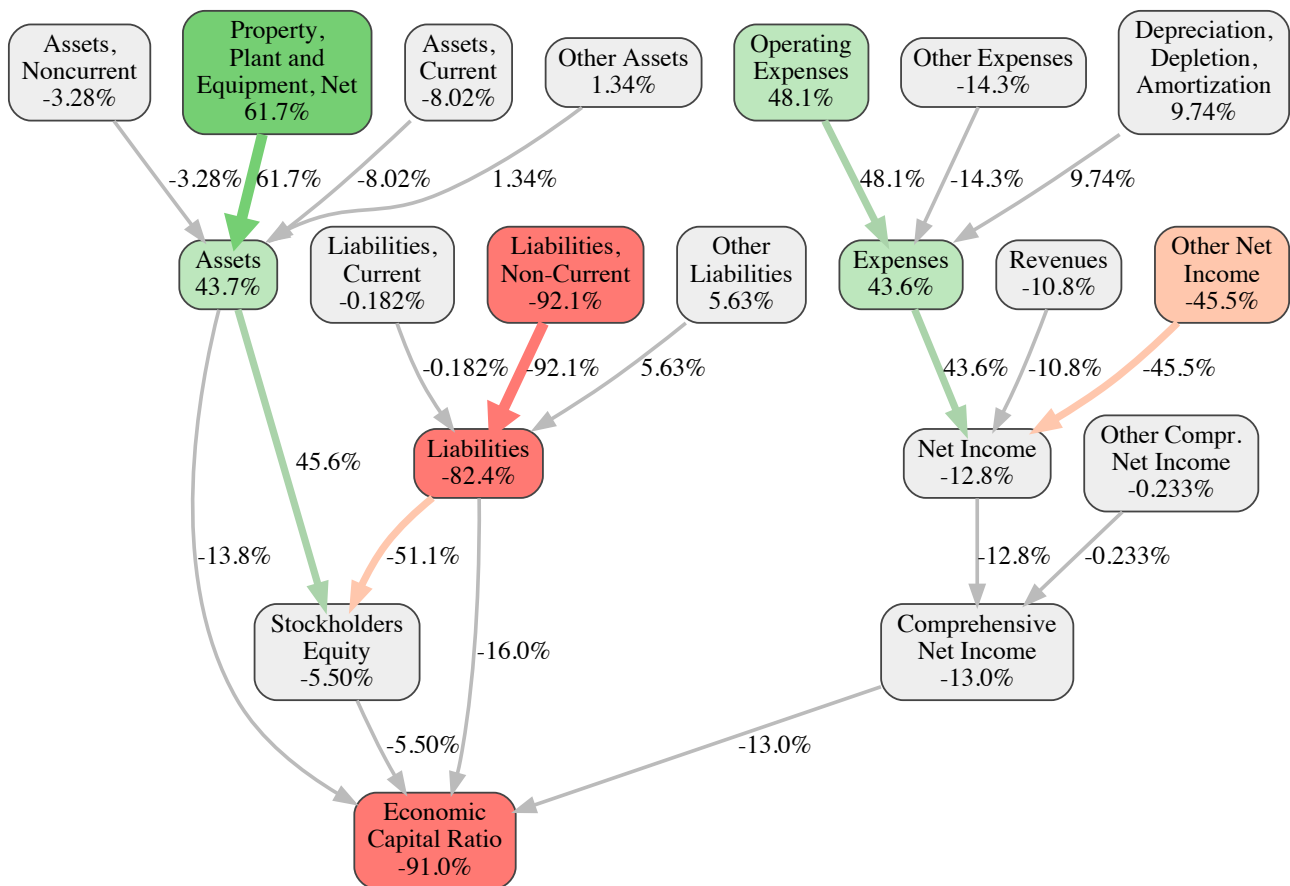 Assets,
Noncurrent
-3.28%
Property,
Plant and
Equipment, Net
61.7%
Assets,
Current
-8.02%
Other Assets
1.34%
Operating
Expenses
48.1%
Other Expenses
-14.3%
Depreciation,
Depletion,
Amortization
9.74%
-3.28%
61.7%
-8.02%
1.34%
48.1%
-14.3%
9.74%
Assets
43.7%
Liabilities,
Current
-0.182%
Liabilities,
Non-Current
-92.1%
Other
Liabilities
5.63%
Expenses
43.6%
Revenues
-10.8%
Other Net
Income
-45.5%
-0.182%
-92.1%
5.63%
43.6%
-10.8%
-45.5%
Liabilities
-82.4%
Net Income
-12.8%
Other Compr.
Net Income
-0.233%
45.6%
-13.8%
-51.1%
-12.8%
-0.233%
Stockholders
Equity
-5.50%
-16.0%
Comprehensive
Net Income
-13.0%
-5.50%
-13.0%
Economic
Capital Ratio
-91.0%